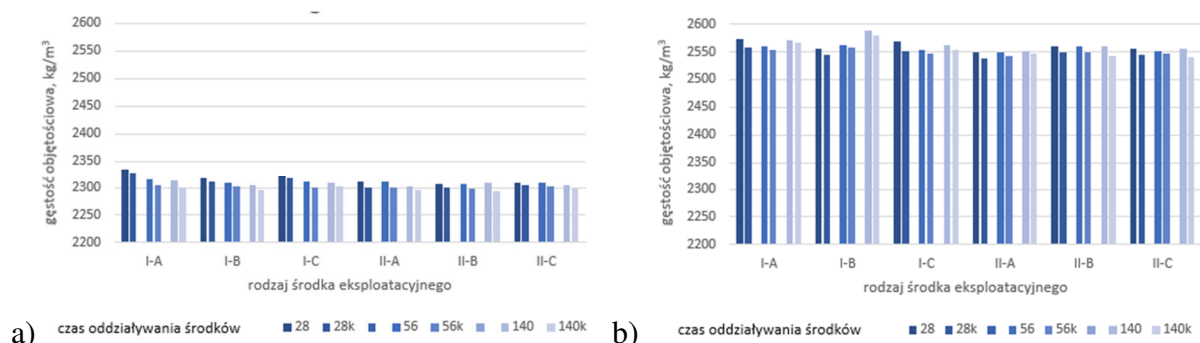 2600
2550
2500
2450
2400
2350
2300
2250
2200
gęstość objętościowa, kg/m³
I-A I-B I-C II-A II-B II-C
rodzaj środka eksploatacyjnego
a) czas oddziaływania środków 28 28k 56 56k 140 140k
2600
2550
2500
2450
2400
2350
2300
2250
2200
gęstość objętościowa, kg/m³
I-A I-B I-C II-A II-B II-C
rodzaj środka eksploatacyjnego
b) czas oddziaływania środków 28 28k 56 56k 140 140k